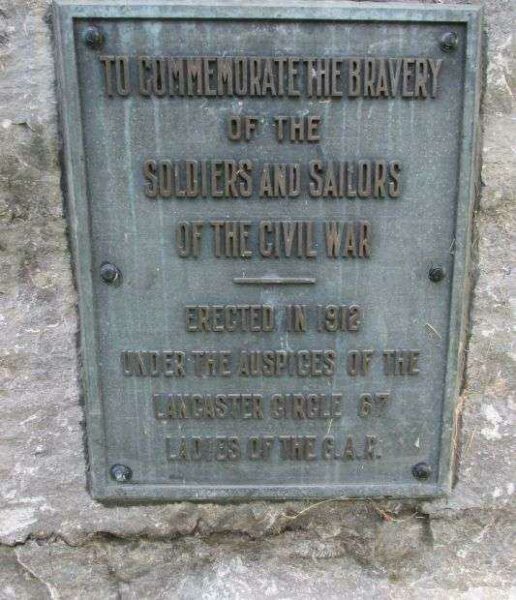 TO COMMEMORATE THE BRAVERY
OF THE
SOLDIERS AND SAILORS
OF THE CIVIL WAR
ERECTED IN 1912
UNDER THE AUSPICES OF THE
LANCASTER CIRCLE 67
LADIES OF THE G.A.R.